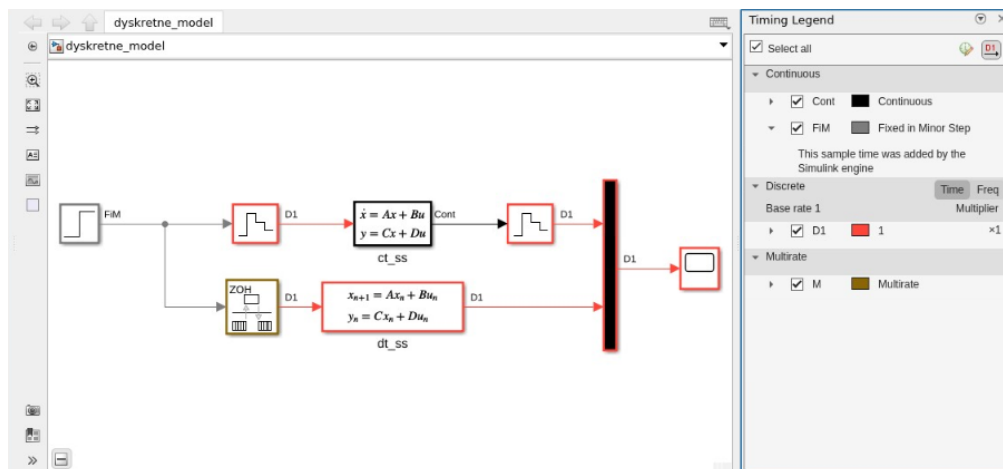 dyskretne_model
dyskretne_model
FiM
D1
ẋ = Ax + Bu
y = Cx + Du
Cont
ct_ss
D1
D1
ZOH
D1
xₙ₊₁ = Axₙ + Buₙ
yₙ = Cxₙ + Duₙ
D1
dt_ss
Timing Legend
Select all
D1
Continuous
Cont Continuous
FiM Fixed in Minor Step
This sample time was added by the
Simulink engine
Discrete Time Freq
Base rate 1 Multiplier
D1 1 ×1
Multirate
M Multirate